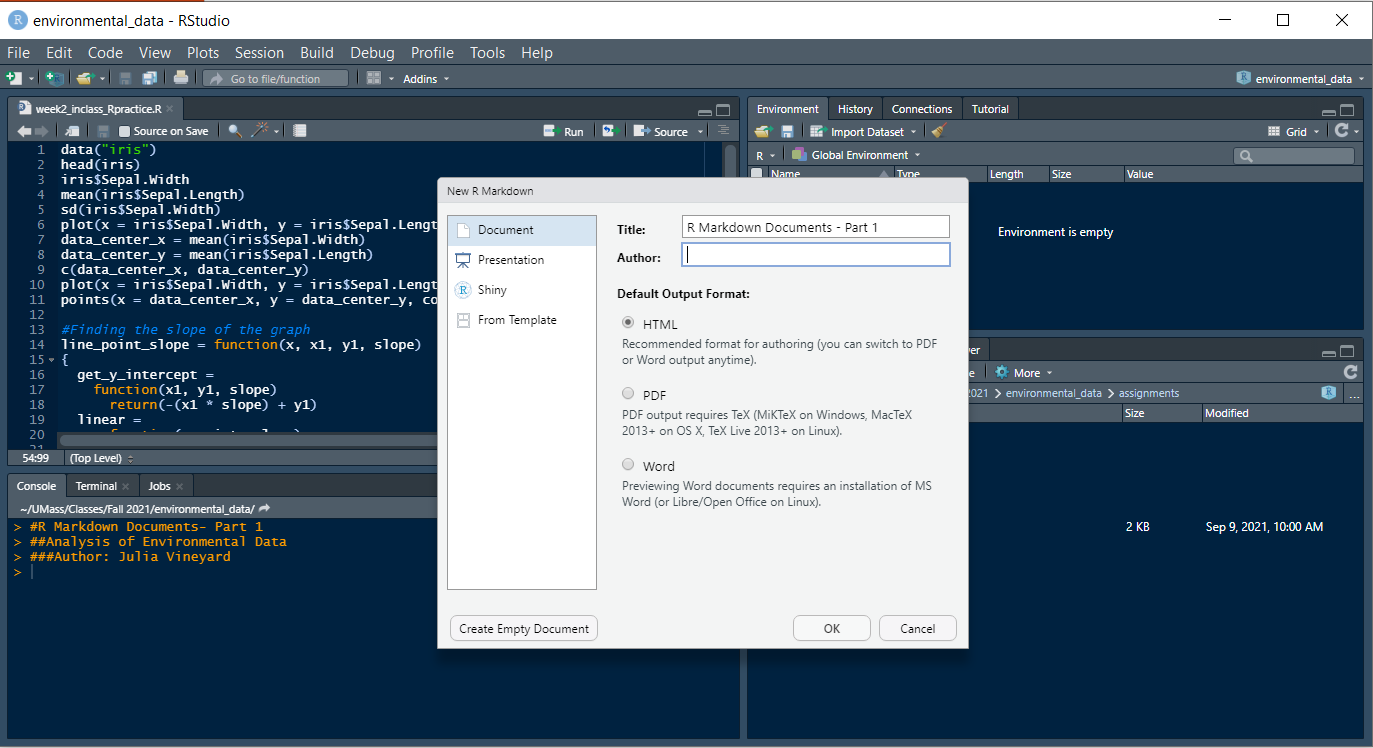 environmental_data - RStudio
File Edit Code View Plots Session Build Debug Profile Tools Help
Go to file/function Addins environmental_data
week2_inclass_Rpractice.R
Source on Save Run Source
1 data("iris")
2 head(iris)
3 iris$Sepal.Width
4 mean(iris$Sepal.Length)
5 sd(iris$Sepal.Width)
6 plot(x = iris$Sepal.Width, y = iris$Sepal.Lengt
7 data_center_x = mean(iris$Sepal.Width)
8 data_center_y = mean(iris$Sepal.Length)
9 c(data_center_x, data_center_y)
10 plot(x = iris$Sepal.Width, y = iris$Sepal.Lengt
11 points(x = data_center_x, y = data_center_y, co
12
13 #Finding the slope of the graph
14 line_point_slope = function(x, x1, y1, slope)
15 {
16 get_y_intercept =
17 function(x1, y1, slope)
18 return(-(x1 * slope) + y1)
19 linear =
20
21
54:99 (Top Level)
Console Terminal Jobs
~/UMass/Classes/Fall 2021/environmental_data/
> #R Markdown Documents- Part 1
> ##Analysis of Environmental Data
> ###Author: Julia Vineyard
>
New R Markdown
Document
Presentation
Shiny
From Template
Title: R Markdown Documents - Part 1
Author:
Default Output Format:
HTML
Recommended format for authoring (you can switch to PDF
or Word output anytime).
PDF
PDF output requires TeX (MiKTeX on Windows, MacTeX
2013+ on OS X, TeX Live 2013+ on Linux).
Word
Previewing Word documents requires an installation of MS
Word (or Libre/Open Office on Linux).
Create Empty Document OK Cancel
Environment History Connections Tutorial
Import Dataset Grid
R Global Environment
Name Type Length Size Value
Environment is empty
er
e More
2021 > environmental_data > assignments ...
Size Modified
2 KB Sep 9, 2021, 10:00 AM